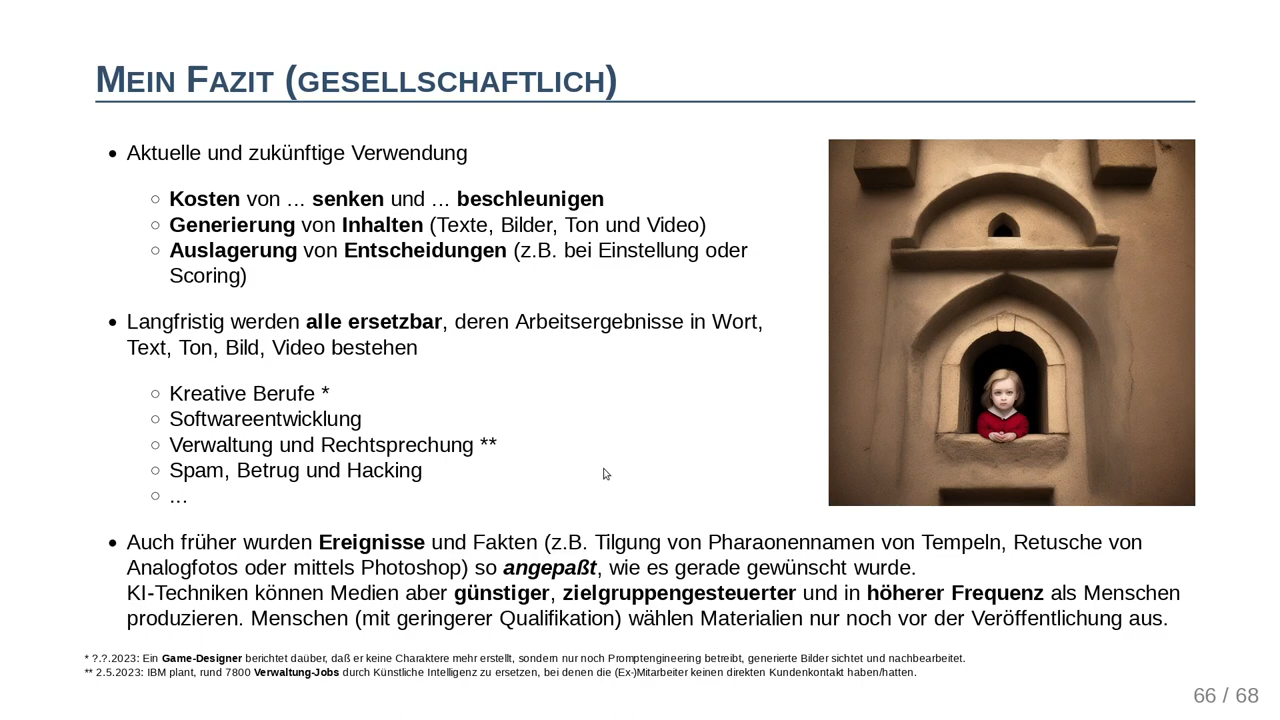 Mein Fazit (gesellschaftlich)
• Aktuelle und zukünftige Verwendung
○ Kosten von ... senken und ... beschleunigen
○ Generierung von Inhalten (Texte, Bilder, Ton und Video)
○ Auslagerung von Entscheidungen (z.B. bei Einstellung oder
Scoring)
• Langfristig werden alle ersetzbar, deren Arbeitsergebnisse in Wort,
Text, Ton, Bild, Video bestehen
○ Kreative Berufe *
○ Softwareentwicklung
○ Verwaltung und Rechtsprechung **
○ Spam, Betrug und Hacking
○ ...
• Auch früher wurden Ereignisse und Fakten (z.B. Tilgung von Pharaonennamen von Tempeln, Retusche von
Analogfotos oder mittels Photoshop) so angepaßt, wie es gerade gewünscht wurde.
KI-Techniken können Medien aber günstiger, zielgruppengesteuerter und in höherer Frequenz als Menschen
produzieren. Menschen (mit geringerer Qualifikation) wählen Materialien nur noch vor der Veröffentlichung aus.
* ?.?.2023: Ein Game-Designer berichtet daüber, daß er keine Charaktere mehr erstellt, sondern nur noch Promptengineering betreibt, generierte Bilder sichtet und nachbearbeitet.
** 2.5.2023: IBM plant, rund 7800 Verwaltung-Jobs durch Künstliche Intelligenz zu ersetzen, bei denen die (Ex-)Mitarbeiter keinen direkten Kundenkontakt haben/hatten.
66 / 68